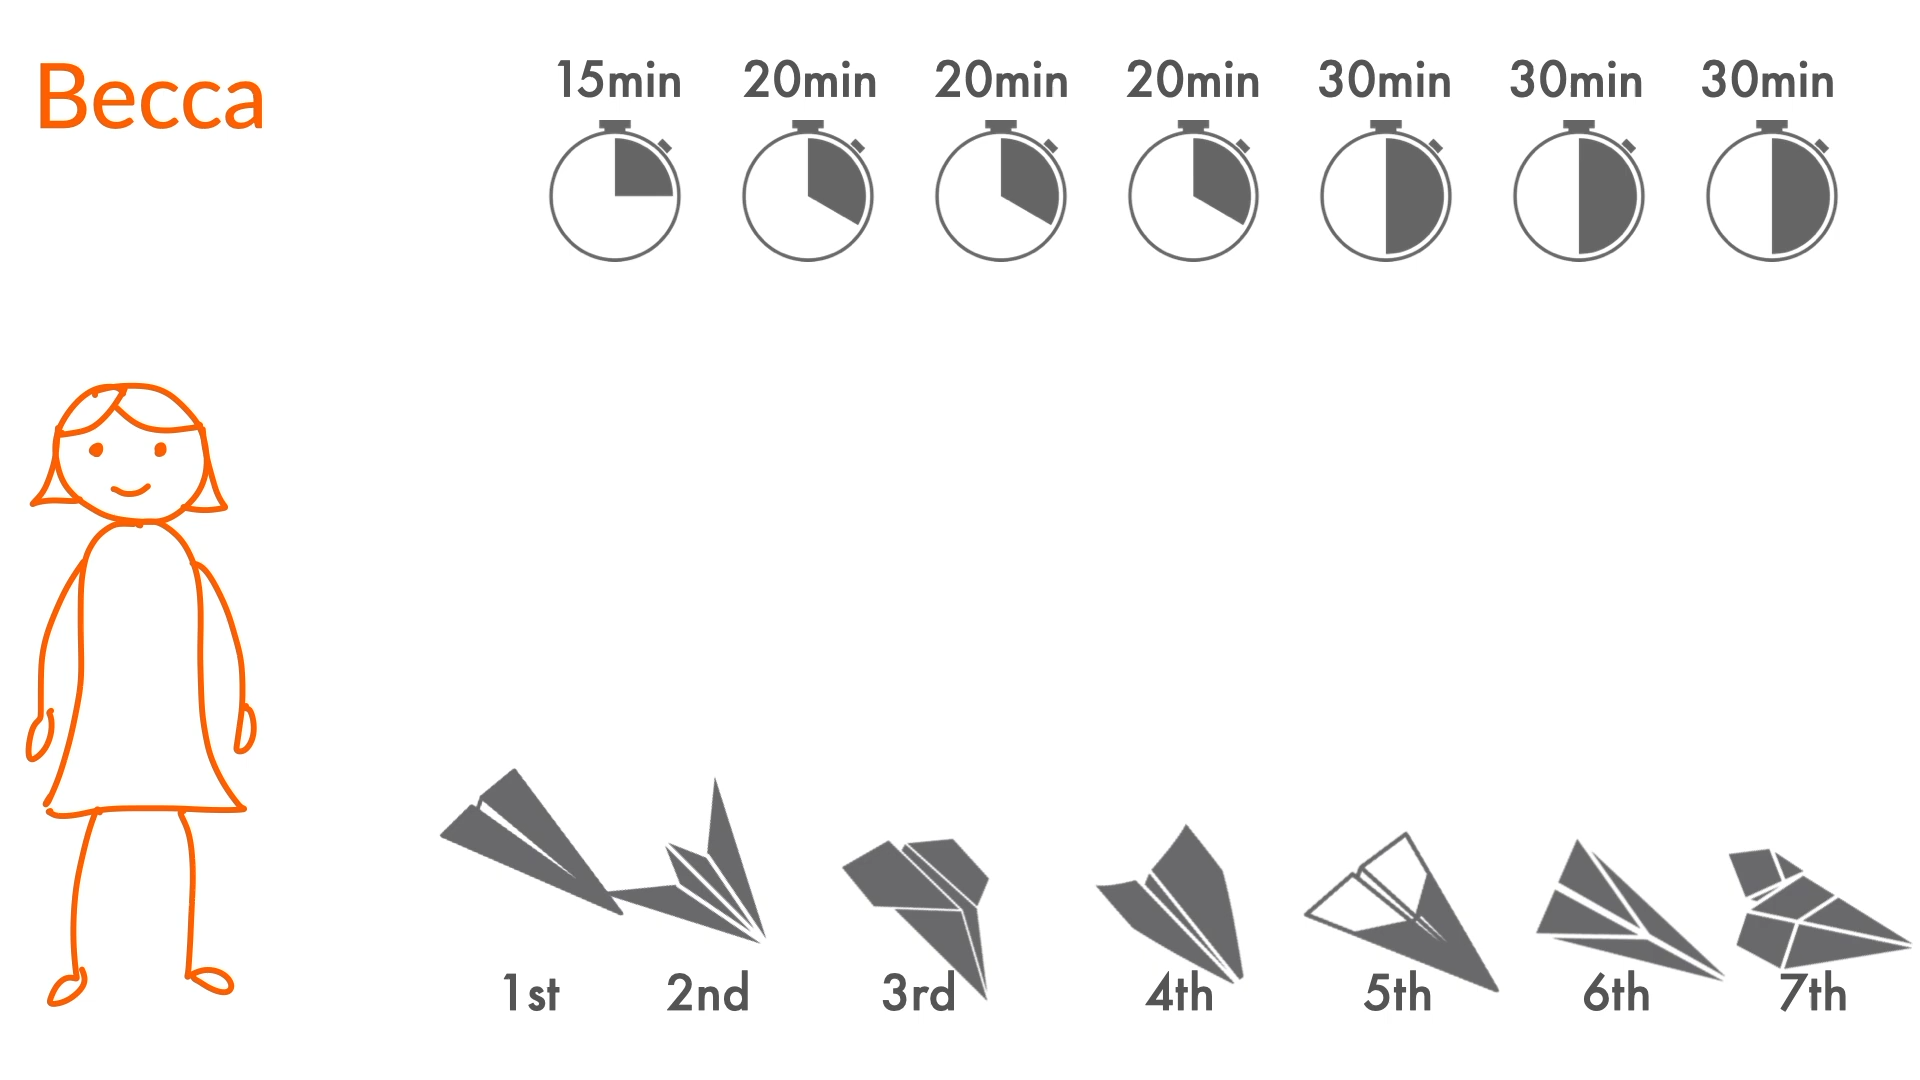 Becca
15min 20min 20min 20min 30min 30min 30min
1st 2nd 3rd 4th 5th 6th 7th